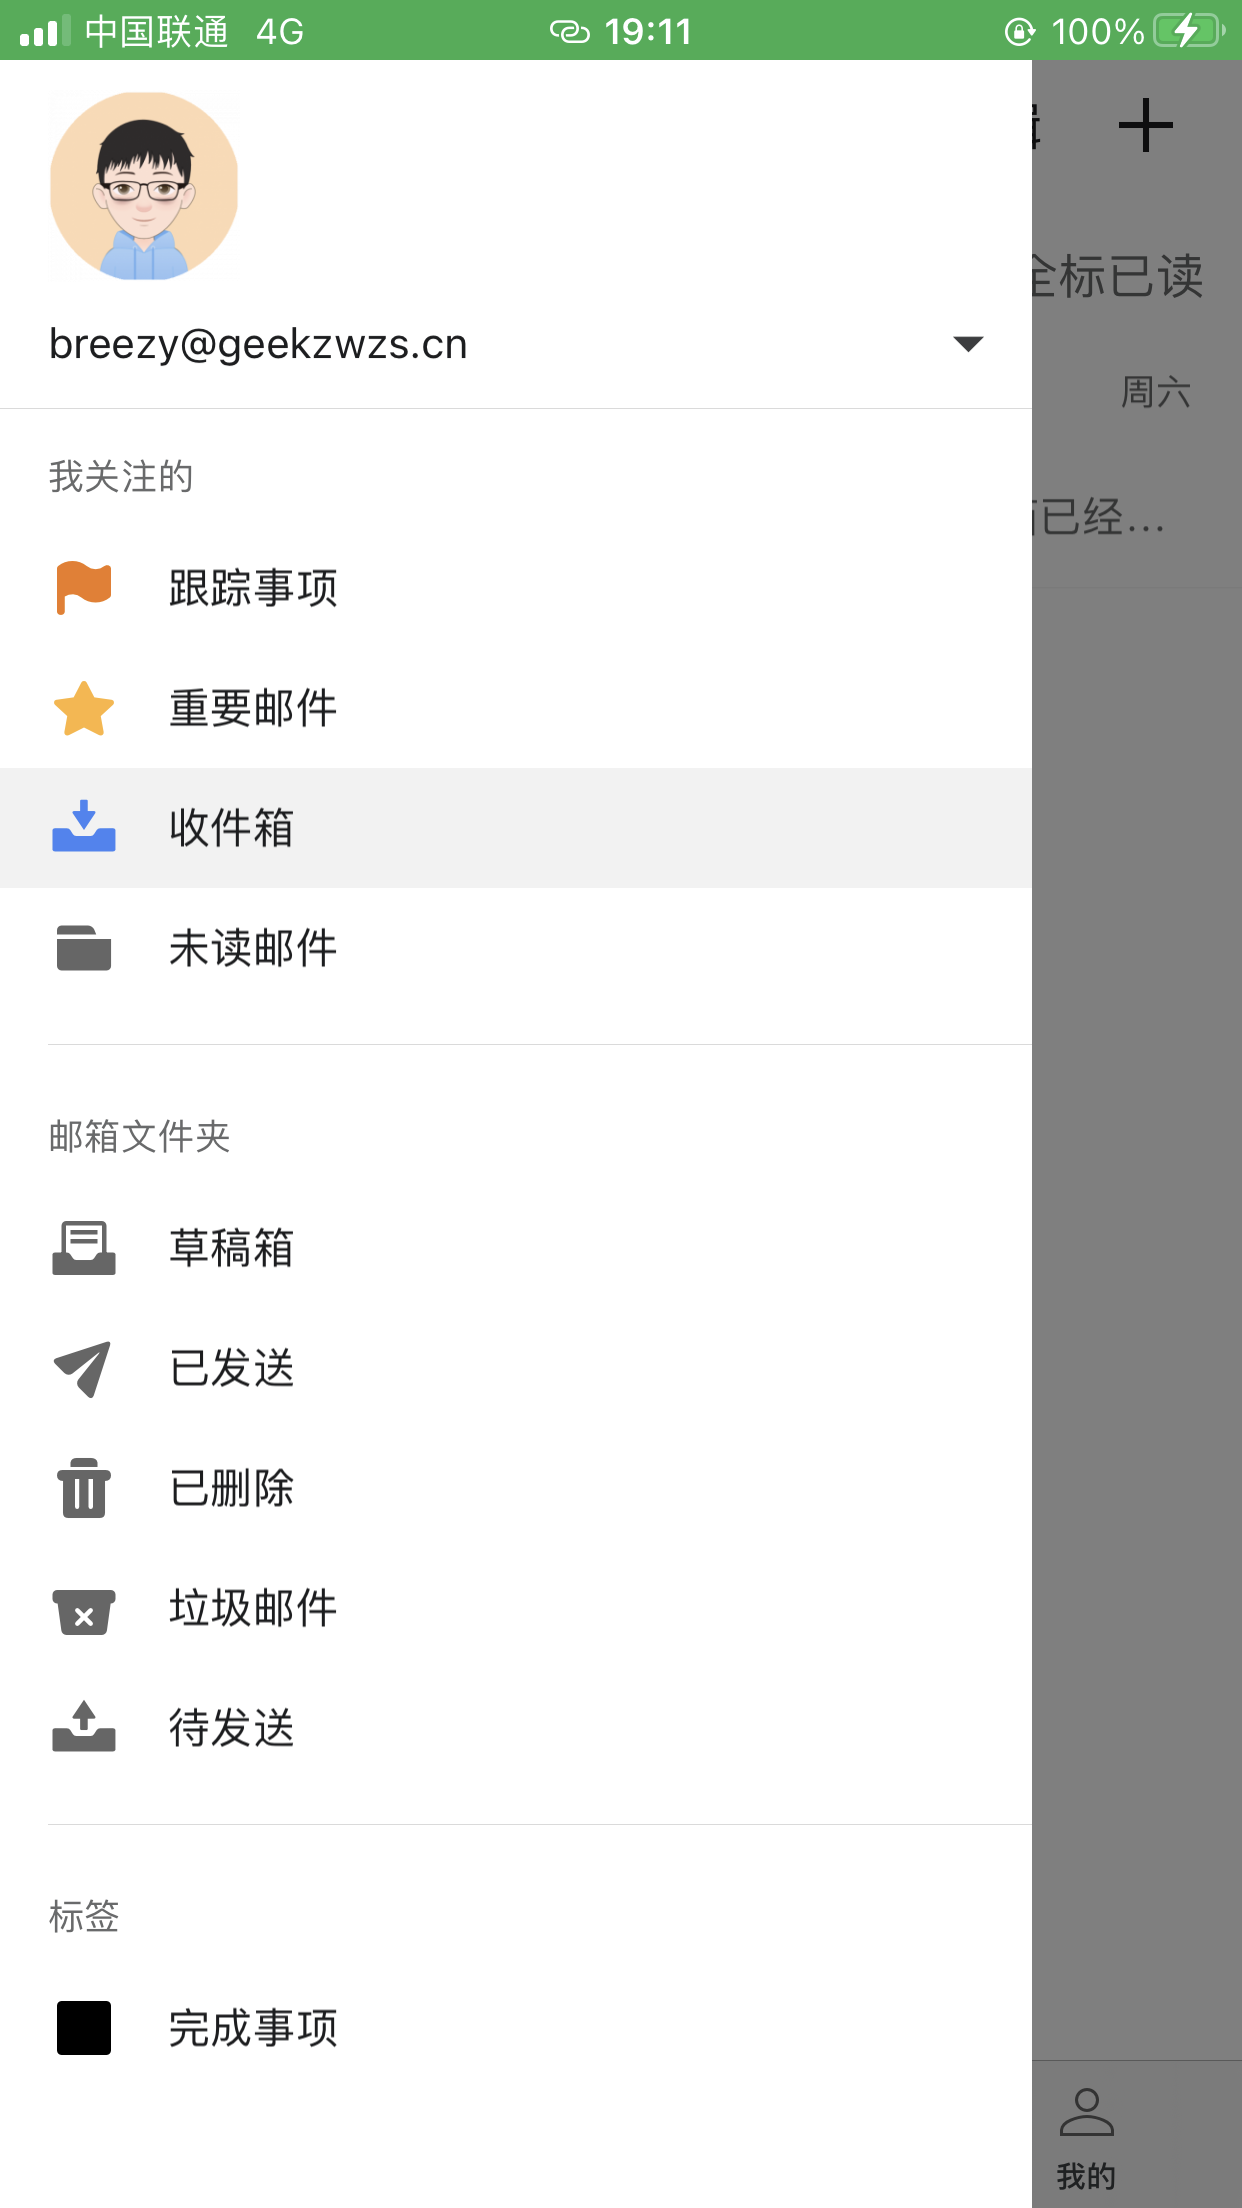 中国联通 4G 19:11 100%
全标已读
breezy@geekzwzs.cn
周六
我关注的
已经...
跟踪事项
重要邮件
收件箱
未读邮件
邮箱文件夹
草稿箱
已发送
已删除
垃圾邮件
待发送
标签
完成事项
我的